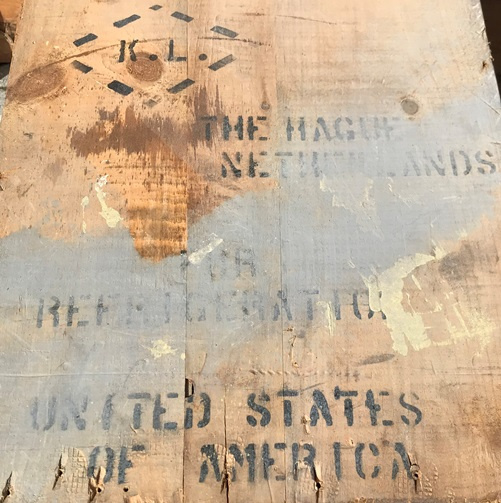 K.L.
THE HAGUE
NETHERLANDS
FOR
REFRIGERATION
UNITED STATES
OF AMERICA